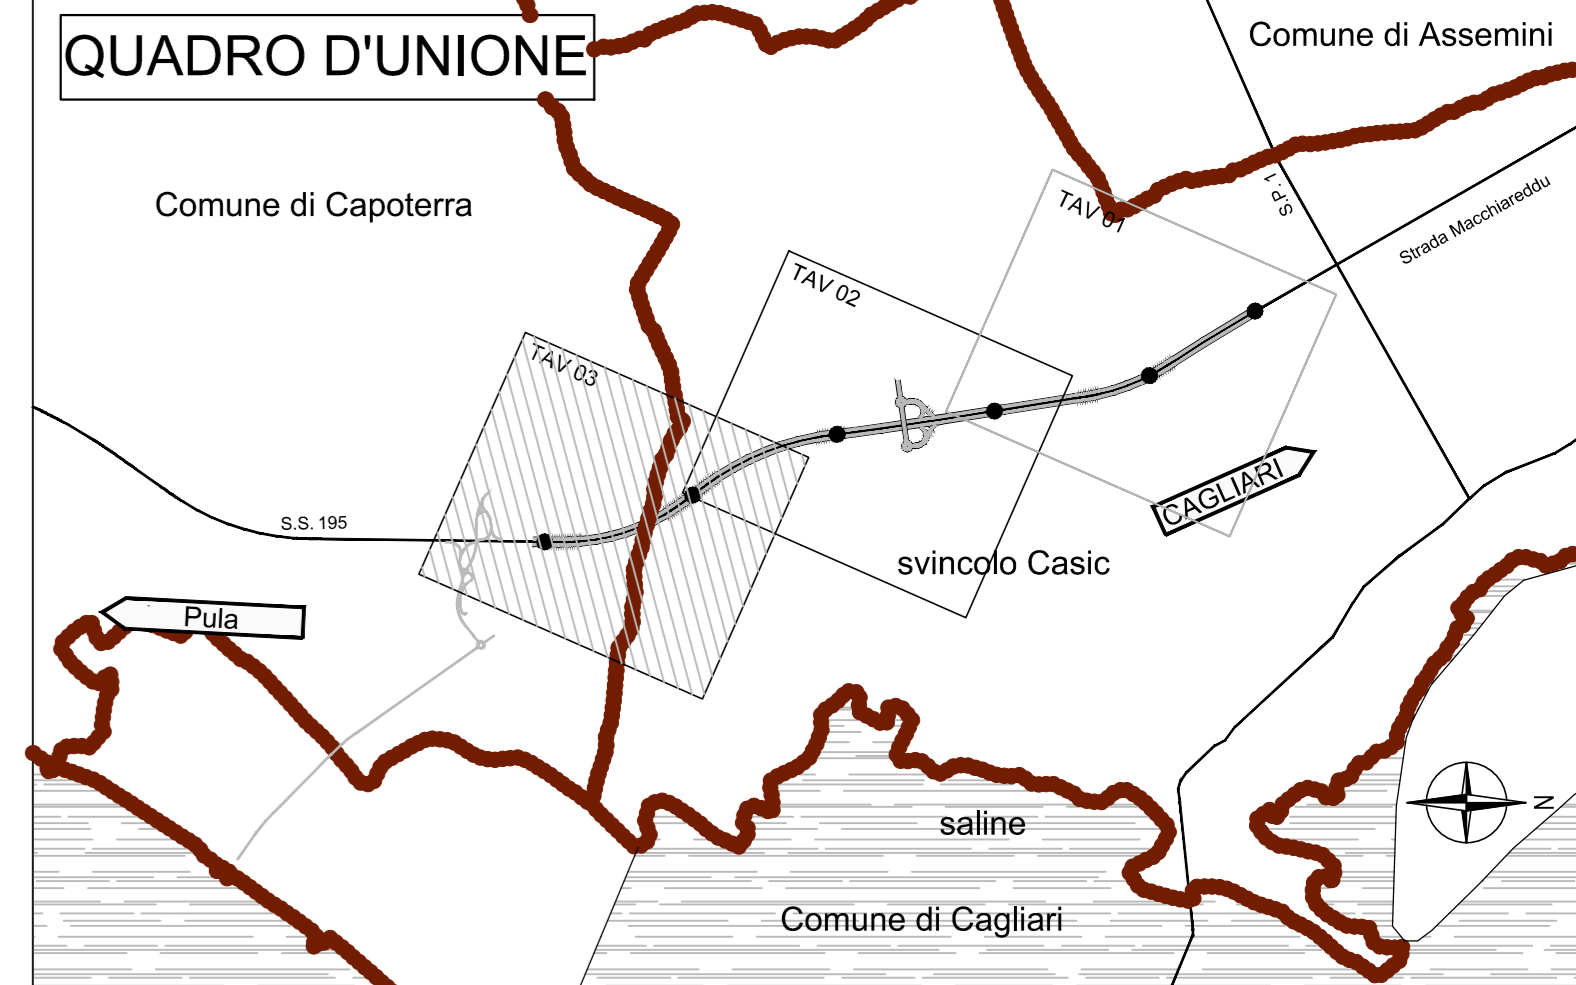 QUADRO D'UNIONE
Comune di Assemini
Comune di Capoterra
TAV 01
S.P. 1
Strada Macchiareddu
TAV 02
TAV 03
CAGLIARI
S.S. 195
svincolo Casic
Pula
saline
N
Comune di Cagliari